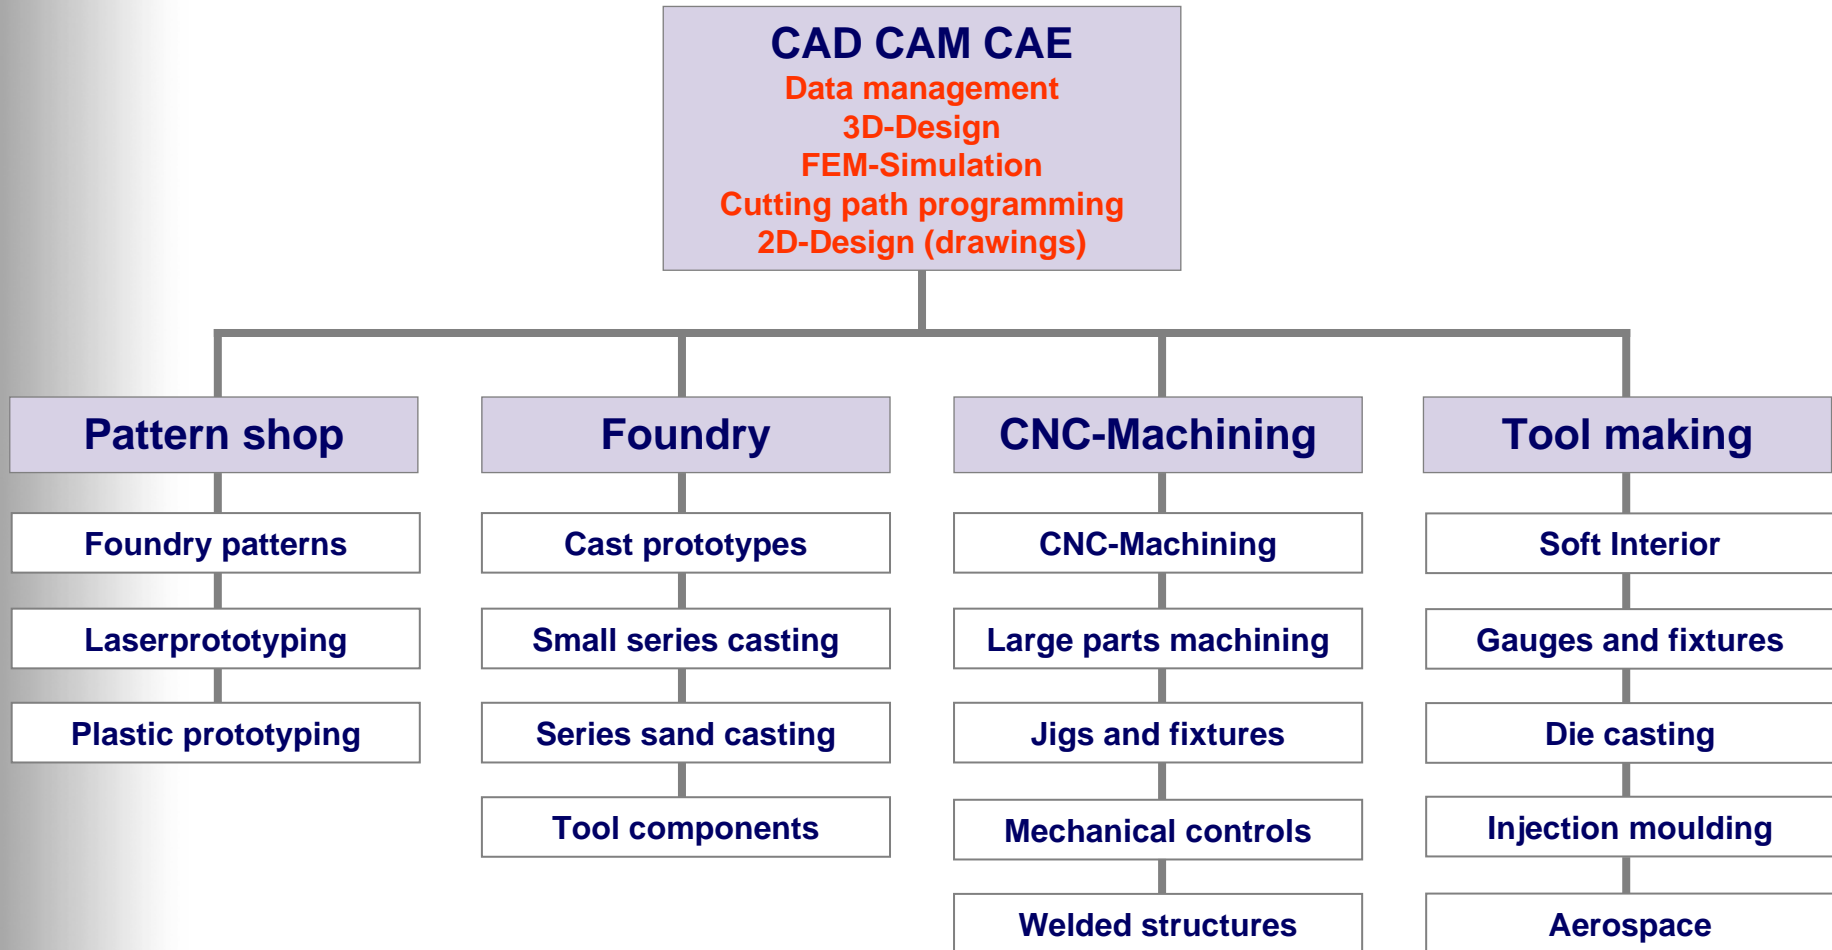 CAD CAM CAE
Data management
3D-Design
FEM-Simulation
Cutting path programming
2D-Design (drawings)
Pattern shop
Foundry patterns
Laserprototyping
Plastic prototyping
Foundry
Cast prototypes
Small series casting
Series sand casting
Tool components
CNC-Machining
CNC-Machining
Large parts machining
Jigs and fixtures
Mechanical controls
Welded structures
Tool making
Soft Interior
Gauges and fixtures
Die casting
Injection moulding
Aerospace